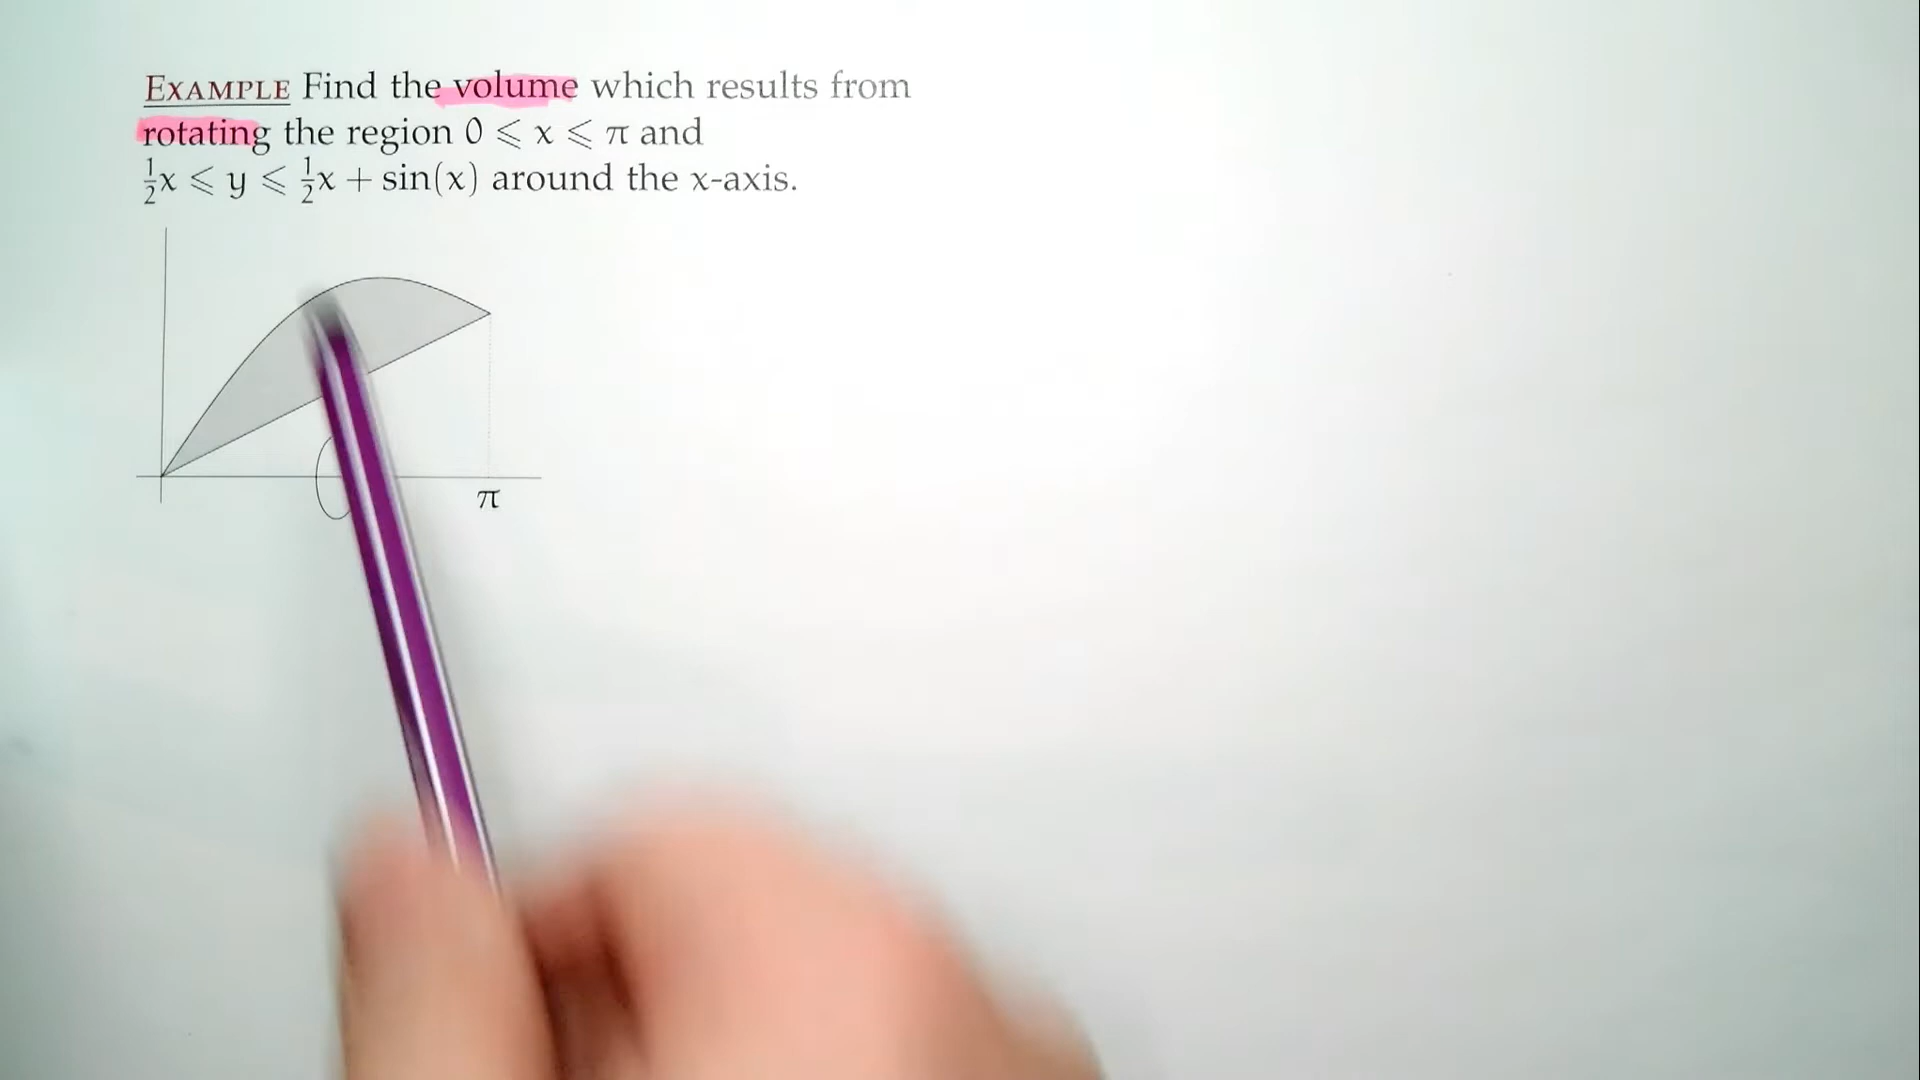 EXAMPLE Find the volume which results from
rotating the region 0 ⩽ x ⩽ π and
½x ⩽ y ⩽ ½x + sin(x) around the x-axis.
π